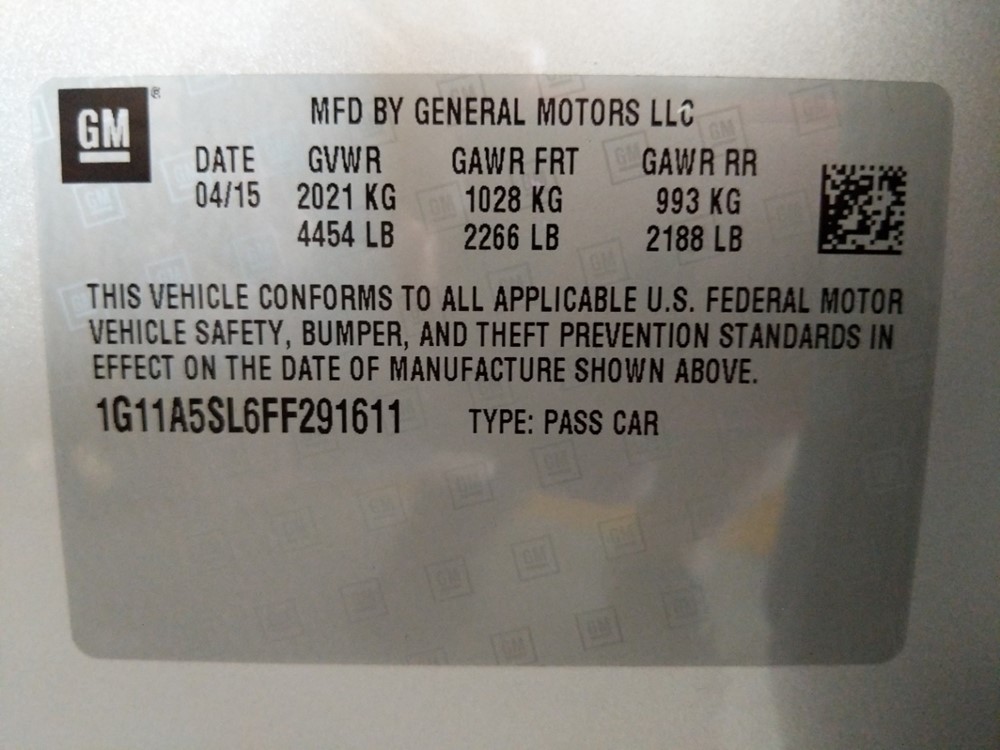 GM®
MFD BY GENERAL MOTORS LLC
DATE GVWR GAWR FRT GAWR RR
04/15 2021 KG 1028 KG 993 KG
4454 LB 2266 LB 2188 LB
THIS VEHICLE CONFORMS TO ALL APPLICABLE U.S. FEDERAL MOTOR
VEHICLE SAFETY, BUMPER, AND THEFT PREVENTION STANDARDS IN
EFFECT ON THE DATE OF MANUFACTURE SHOWN ABOVE.
1G11A5SL6FF291611 TYPE: PASS CAR